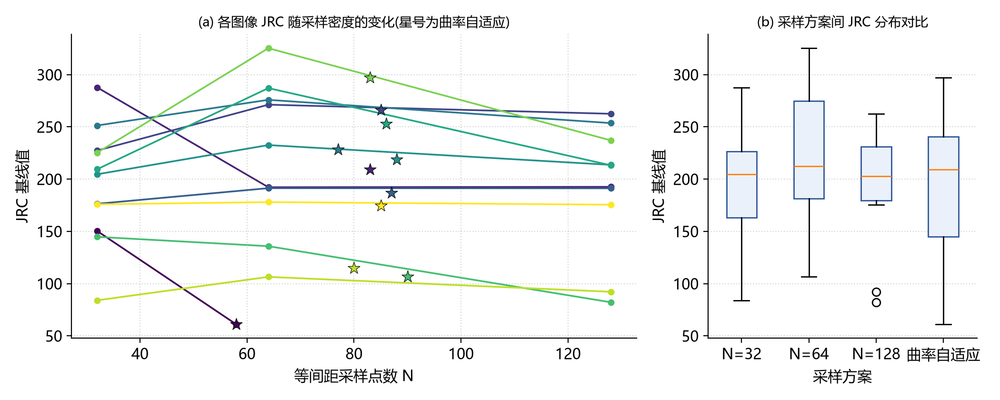 (a) 各图像 JRC 随采样密度的变化(星号为曲率自适应)
JRC 基线值
300
250
200
150
100
50
40 60 80 100 120
等间距采样点数 N
(b) 采样方案间 JRC 分布对比
JRC 基线值
300
250
200
150
100
50
N=32 N=64 N=128 曲率自适应
采样方案